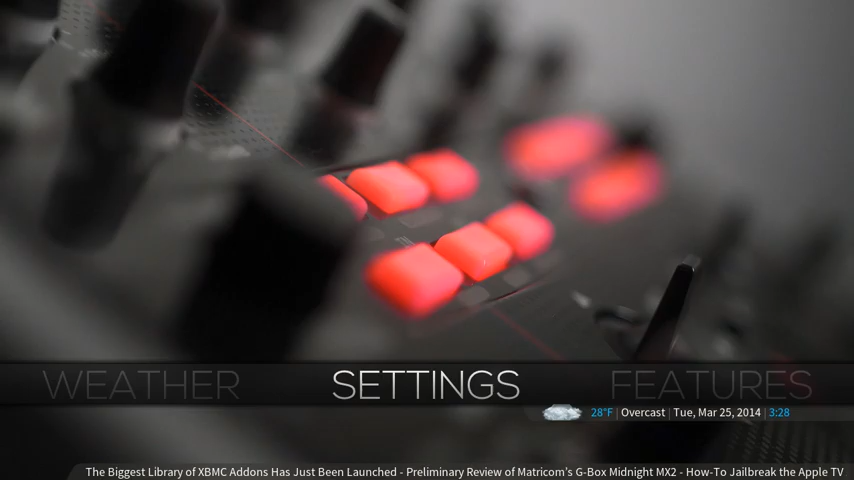 WEATHER SETTINGS FEATURES
28°F | Overcast | Tue, Mar 25, 2014 | 3:28
The Biggest Library of XBMC Addons Has Just Been Launched - Preliminary Review of Matricom's G-Box Midnight MX2 - How-To Jailbreak the Apple TV